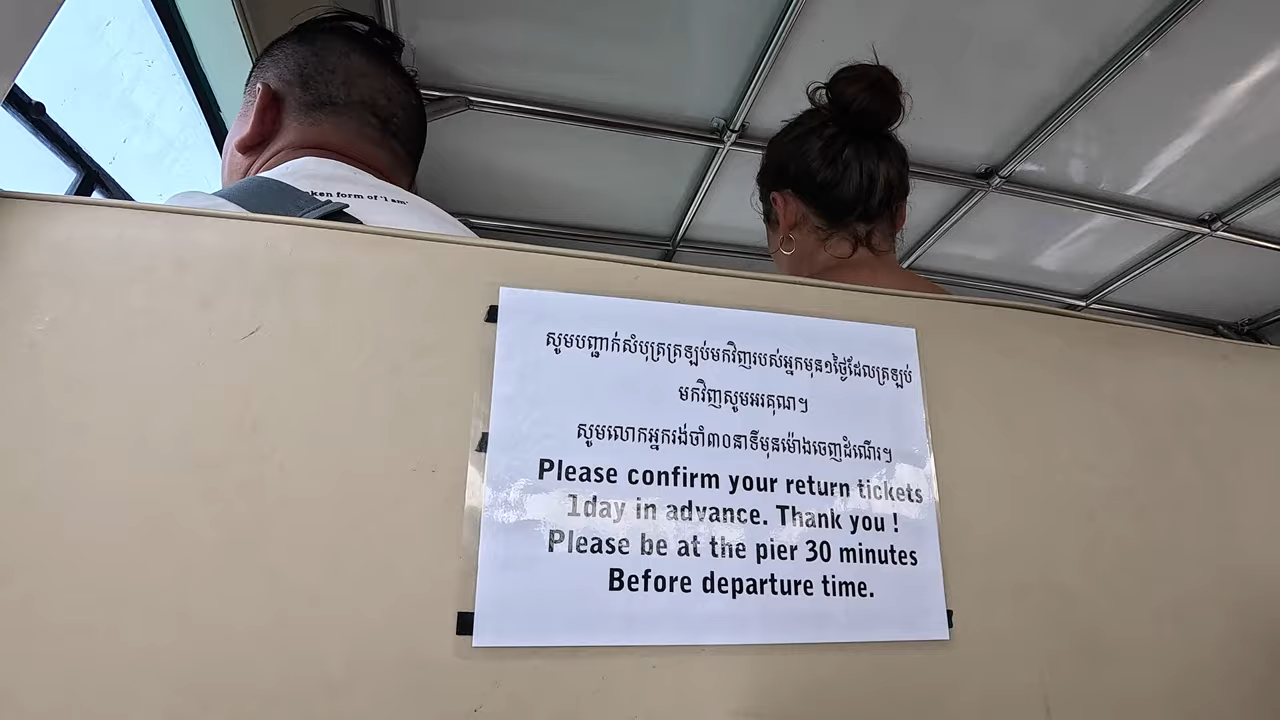 ken form of 'I am'
សូមបញ្ជាក់សំបុត្រត្រឡប់មកវិញរបស់អ្នកមុន១ថ្ងៃដែលត្រឡប់
មកវិញសូមអរគុណ។
សូមលោកអ្នករង់ចាំ៣០នាទីមុនម៉ោងចេញដំណើរ។
Please confirm your return tickets
1day in advance. Thank you !
Please be at the pier 30 minutes
Before departure time.